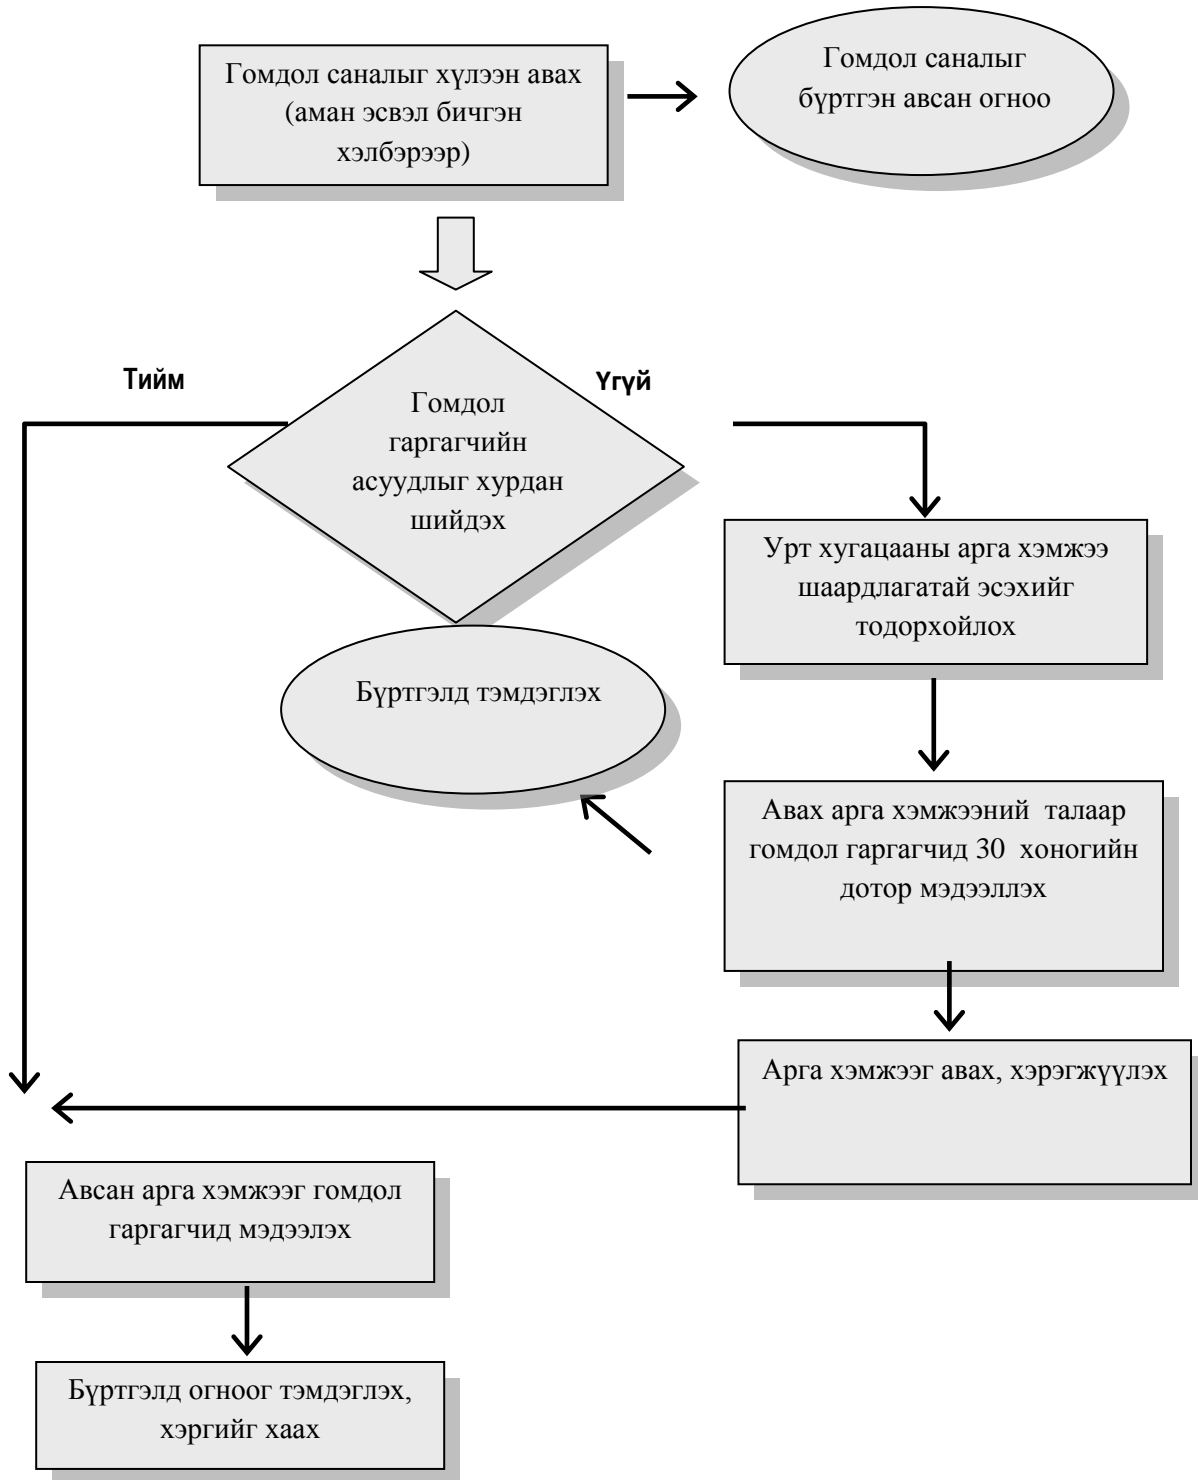 Гомдол саналыг хүлээн авах
(аман эсвэл бичгэн
хэлбэрээр)
Гомдол саналыг
бүртгэн авсан огноо
Тийм
Үгүй
Гомдол
гаргагчийн
асуудлыг хурдан
шийдэх
Урт хугацааны арга хэмжээ
шаардлагатай эсэхийг
тодорхойлох
Бүртгэлд тэмдэглэх
Авах арга хэмжээний талаар
гомдол гаргагчид 30 хоногийн
дотор мэдээллэх
Арга хэмжээг авах, хэрэгжүүлэх
Авсан арга хэмжээг гомдол
гаргагчид мэдээлэх
Бүртгэлд огноог тэмдэглэх,
хэргийг хаах